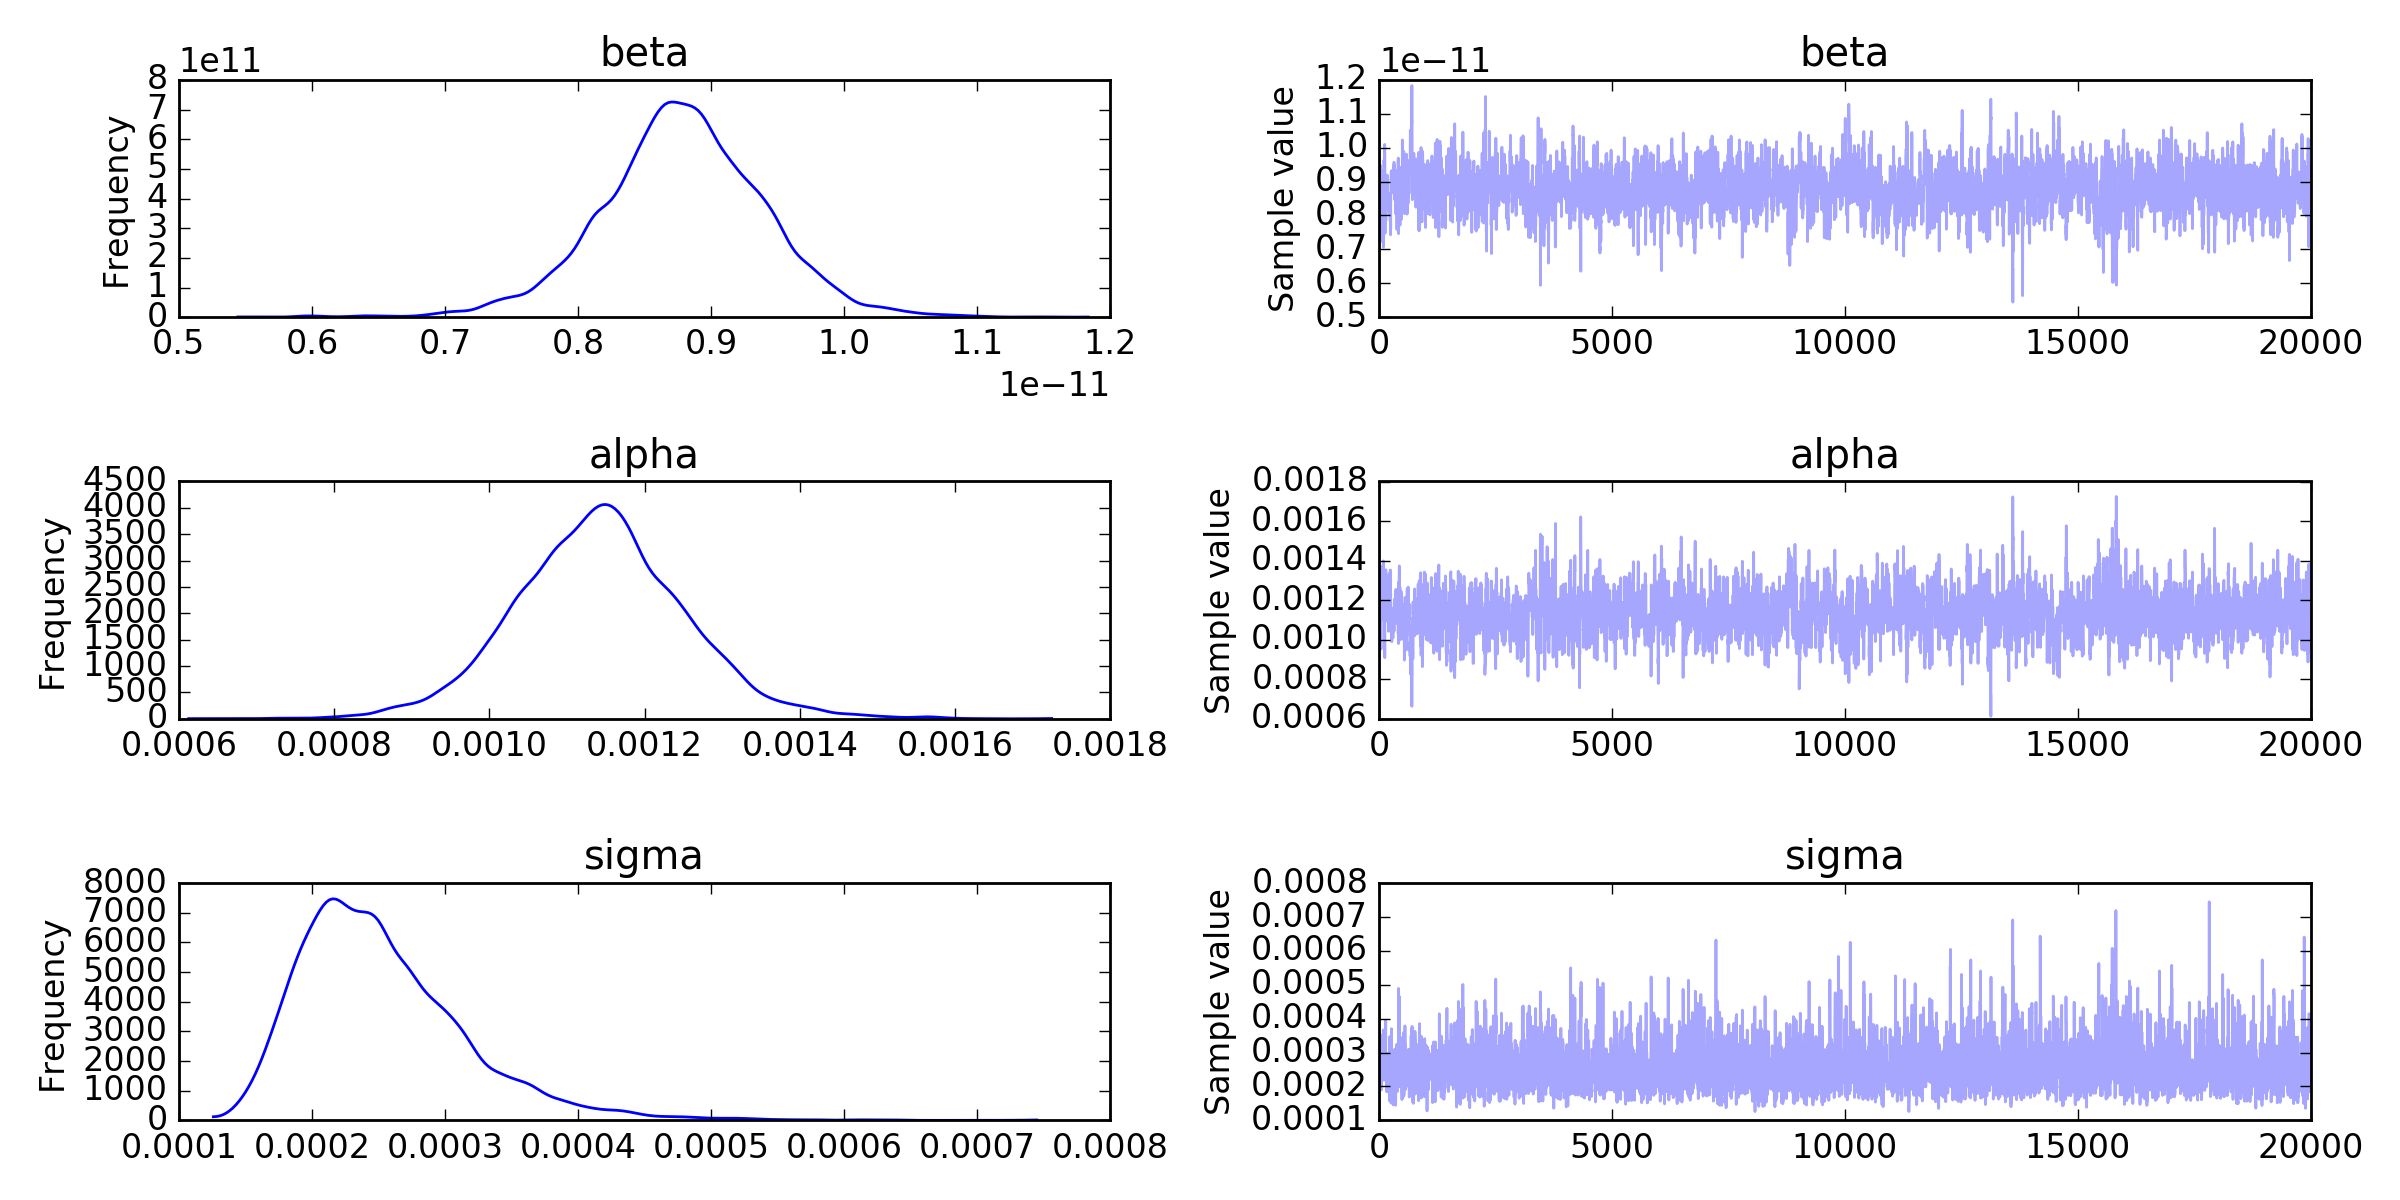 beta
1e11
Frequency
8
7
6
5
4
3
2
1
0
0.5 0.6 0.7 0.8 0.9 1.0 1.1 1.2
1e−11
beta
1e−11
Sample value
1.2
1.1
1.0
0.9
0.8
0.7
0.6
0.5
0 5000 10000 15000 20000
alpha
Frequency
4500
4000
3500
3000
2500
2000
1500
1000
500
0
0.0006 0.0008 0.0010 0.0012 0.0014 0.0016 0.0018
alpha
Sample value
0.0018
0.0016
0.0014
0.0012
0.0010
0.0008
0.0006
0 5000 10000 15000 20000
sigma
Frequency
8000
7000
6000
5000
4000
3000
2000
1000
0
0.0001 0.0002 0.0003 0.0004 0.0005 0.0006 0.0007 0.0008
sigma
Sample value
0.0008
0.0007
0.0006
0.0005
0.0004
0.0003
0.0002
0.0001
0 5000 10000 15000 20000